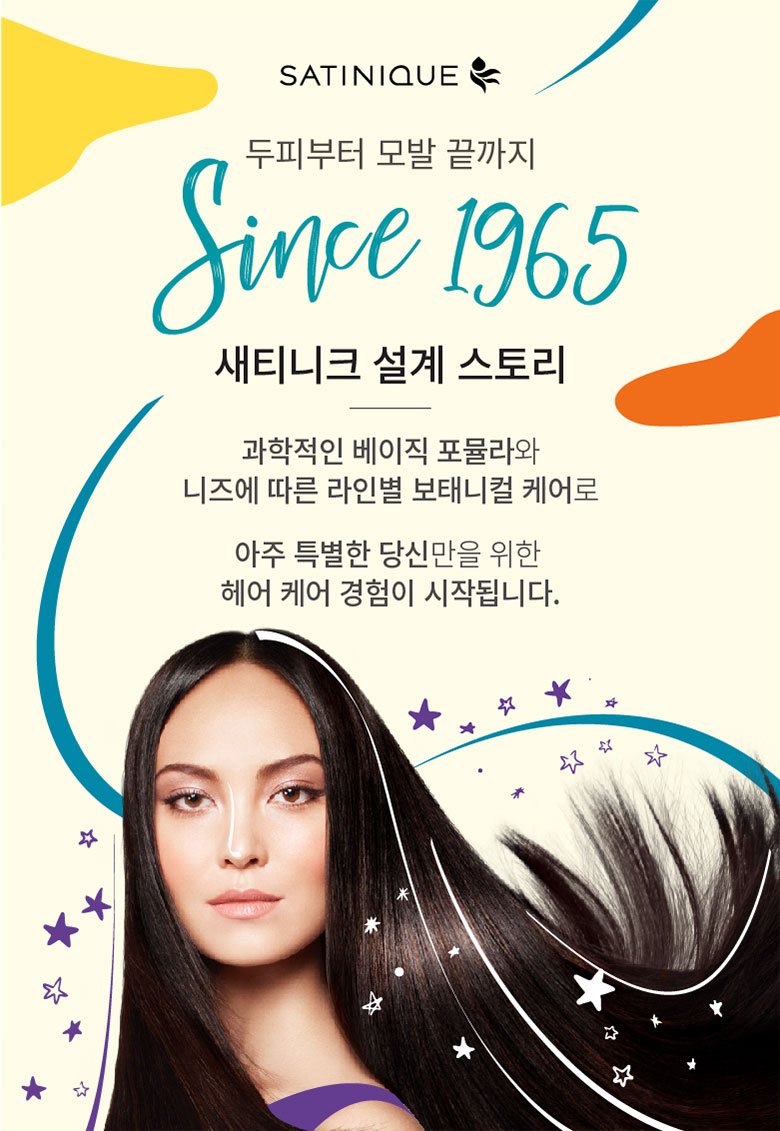 SATINIQUE
두피부터 모발 끝까지
Since 1965
새티니크 설계 스토리
과학적인 베이직 포뮬라와
니즈에 따른 라인별 보태니컬 케어로
아주 특별한 당신만을 위한
헤어 케어 경험이 시작됩니다.